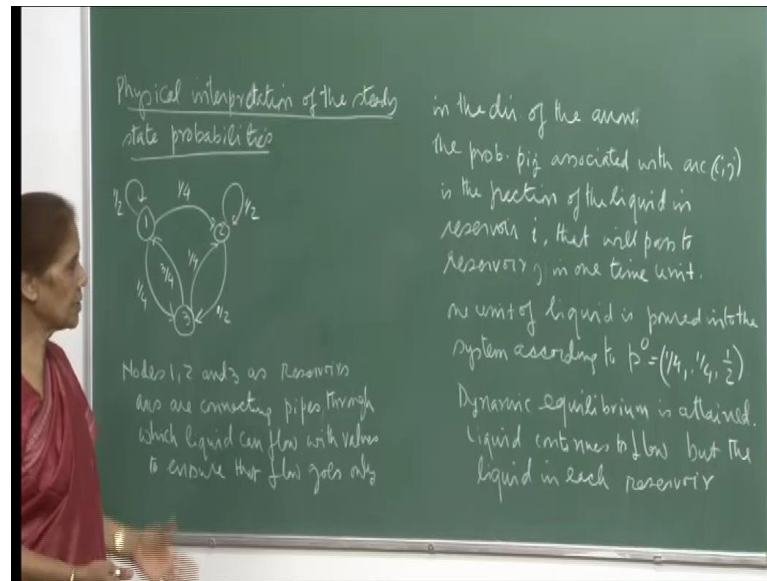 Physical interpretation of the steady
state probabilities
1/2
1/4
1/2
1
2
1/4
3/4
1/4
1/2
3
Nodes 1, 2 and 3 as Reservoirs
arcs are connecting pipes through
which liquid can flow with valves
to ensure that flow goes only
in the dir of the arrow.
The prob. pij associated with arc (i,j)
is the fraction of the liquid in
reservoir i, that will pass to
reservoir j in one time unit.
one unit of liquid is poured into the
system according to p⁰ = (1/4, 1/4, 1/2)
Dynamic equilibrium is attained.
liquid continues to flow but the
liquid in each reservoir